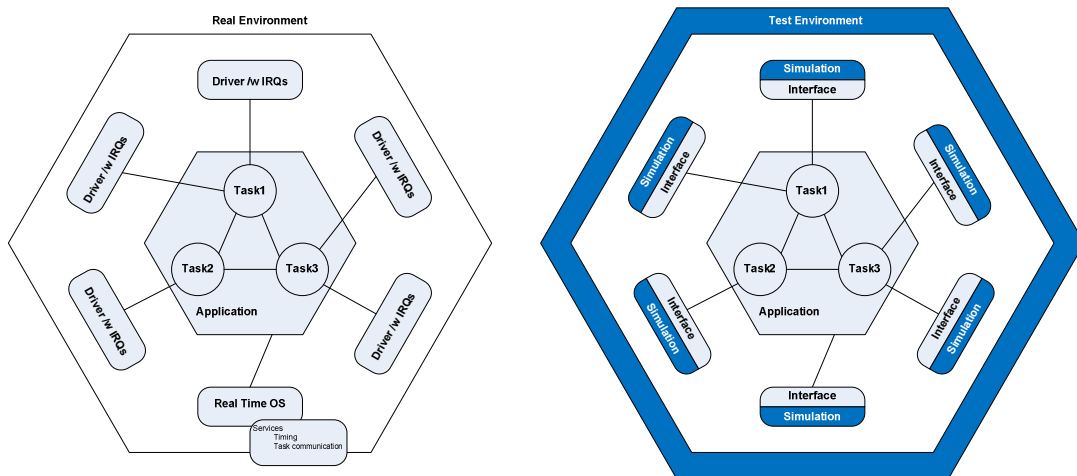 Real Environment
Driver /w IRQs
Driver /w IRQs
Driver /w IRQs
Task1
Task2
Task3
Application
Driver /w IRQs
Driver /w IRQs
Real Time OS
Services
Timing
Task communication
Test Environment
Simulation
Interface
Simulation
Interface
Simulation
Interface
Task1
Task2
Task3
Application
Interface
Simulation
Interface
Simulation
Interface
Simulation